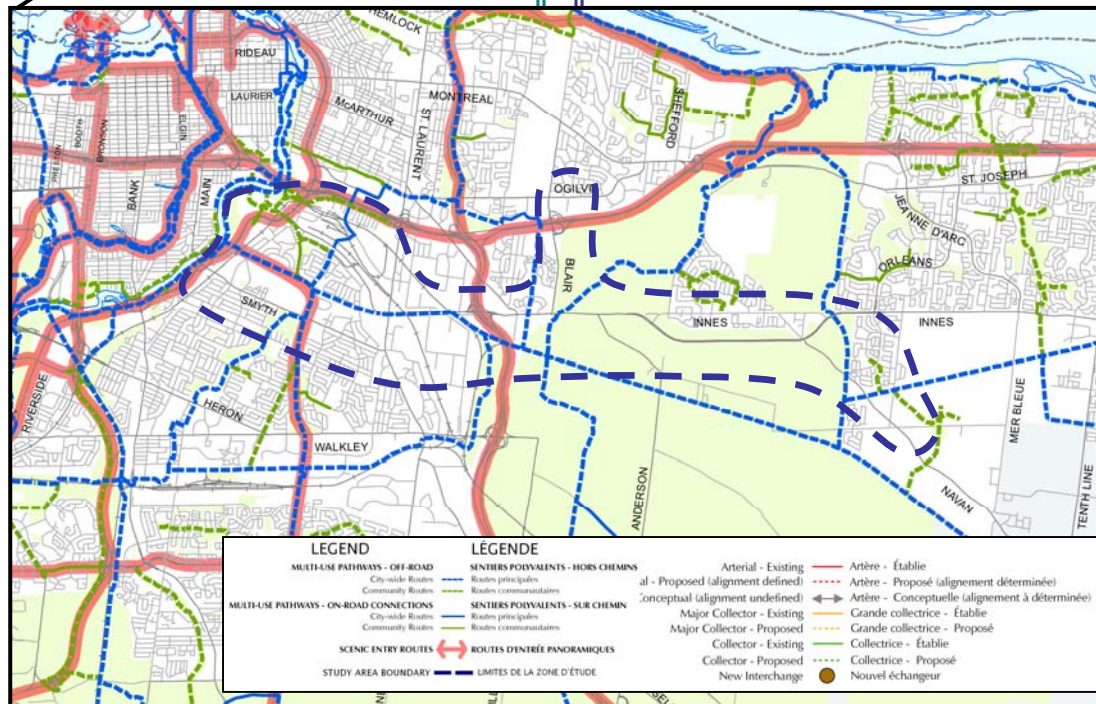 HEMLOCK
RIDEAU
LAURIER
MONTREAL
McARTHUR
ST. LAURENT
SHEFFORD
BOOTH
BRONSON
PRESTON
ELGIN
BANK
MAIN
OGILVI
BLAIR
ST. JOSEPH
JEANNE D'ARC
ORLEANS
SMYTH
INNES
INNES
RIVERSIDE
HERON
WALKLEY
ANDERSON
NAVAN
MER BLEUE
TENTH LINE
LEGEND
LÉGENDE
MULTI-USE PATHWAYS - OFF-ROAD
SENTIERS POLYVALENTS - HORS CHEMINS
City-wide Routes
Routes principales
Community Routes
Routes communautaires
MULTI-USE PATHWAYS - ON-ROAD CONNECTIONS
SENTIERS POLYVALENTS - SUR CHEMIN
City-wide Routes
Routes principales
Community Routes
Routes communautaires
SCENIC ENTRY ROUTES
ROUTES D'ENTRÉE PANORAMIQUES
STUDY AREA BOUNDARY
LIMITES DE LA ZONE D'ÉTUDE
Arterial - Existing
Artère - Établie
al - Proposed (alignment defined)
Artère - Proposé (alignement déterminée)
Conceptual (alignment undefined)
Artère - Conceptuelle (alignement à déterminée)
Major Collector - Existing
Grande collectrice - Établie
Major Collector - Proposed
Grande collectrice - Proposé
Collector - Existing
Collectrice - Établie
Collector - Proposed
Collectrice - Proposé
New Interchange
Nouvel échangeur